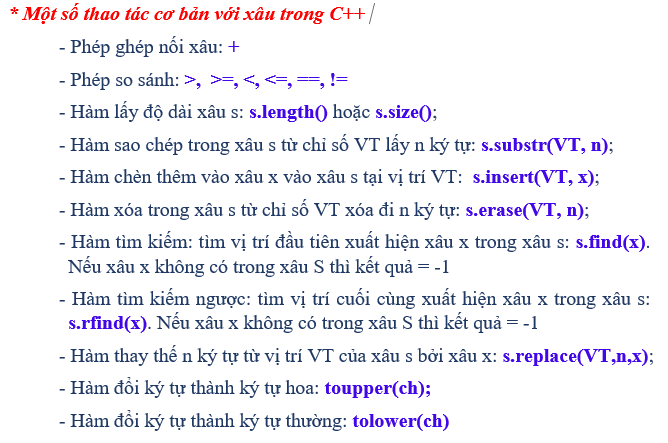 * Một số thao tác cơ bản với xâu trong C++ /
- Phép ghép nối xâu: +
- Phép so sánh: >, >=, <, <=, ==, !=
- Hàm lấy độ dài xâu s: s.length() hoặc s.size();
- Hàm sao chép trong xâu s từ chỉ số VT lấy n ký tự: s.substr(VT, n);
- Hàm chèn thêm vào xâu x vào xâu s tại vị trí VT: s.insert(VT, x);
- Hàm xóa trong xâu s từ chỉ số VT xóa đi n ký tự: s.erase(VT, n);
- Hàm tìm kiếm: tìm vị trí đầu tiên xuất hiện xâu x trong xâu s: s.find(x).
Nếu xâu x không có trong xâu S thì kết quả = -1
- Hàm tìm kiếm ngược: tìm vị trí cuối cùng xuất hiện xâu x trong xâu s:
s.rfind(x). Nếu xâu x không có trong xâu S thì kết quả = -1
- Hàm thay thế n ký tự từ vị trí VT của xâu s bởi xâu x: s.replace(VT,n,x);
- Hàm đổi ký tự thành ký tự hoa: toupper(ch);
- Hàm đổi ký tự thành ký tự thường: tolower(ch)